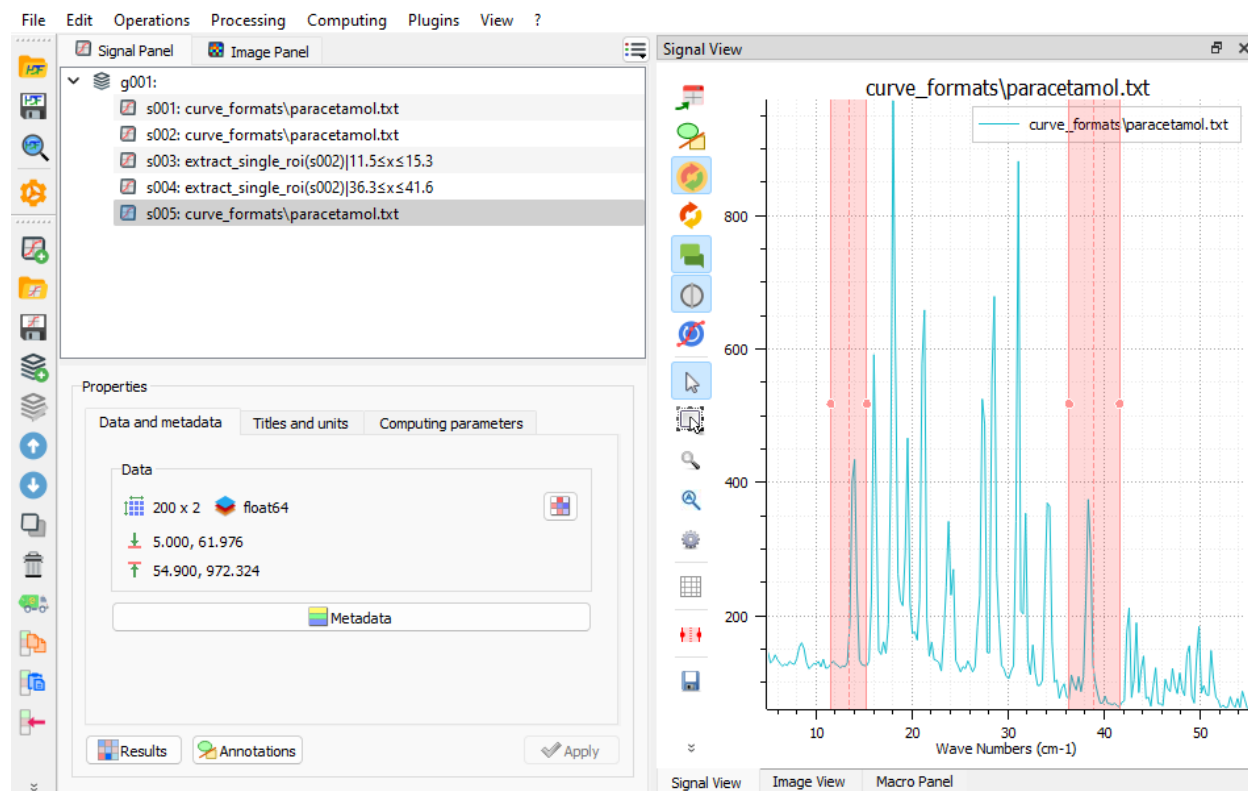 File Edit Operations Processing Computing Plugins View ?
Signal Panel Image Panel
g001:
s001: curve_formats\paracetamol.txt
s002: curve_formats\paracetamol.txt
s003: extract_single_roi(s002)|11.5≤x≤15.3
s004: extract_single_roi(s002)|36.3≤x≤41.6
s005: curve_formats\paracetamol.txt
Properties
Data and metadata Titles and units Computing parameters
Data
200 x 2 float64
5.000, 61.976
54.900, 972.324
Metadata
Results Annotations Apply
Signal View
curve_formats\paracetamol.txt
curve_formats\paracetamol.txt
800
600
400
200
10 20 30 40 50
Wave Numbers (cm-1)
Signal View Image View Macro Panel